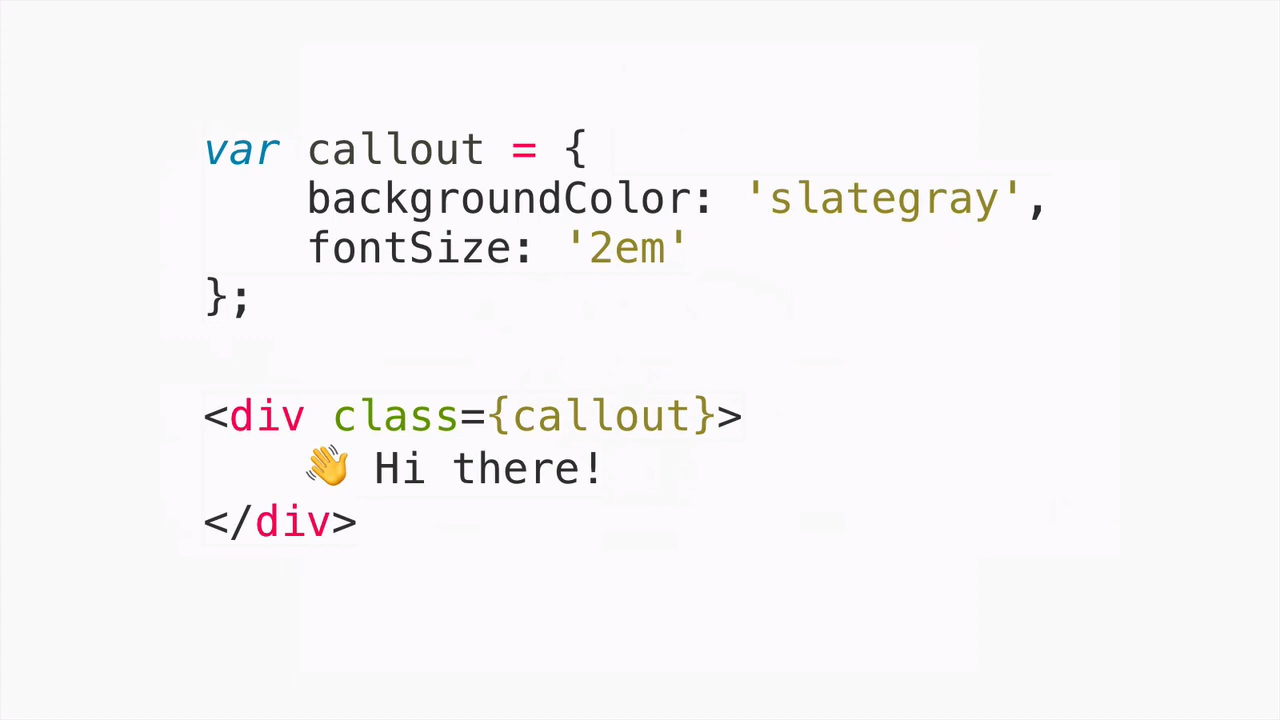 var callout = {
    backgroundColor: 'slategray',
    fontSize: '2em'
};
<div class={callout}>
    👋 Hi there!
</div>